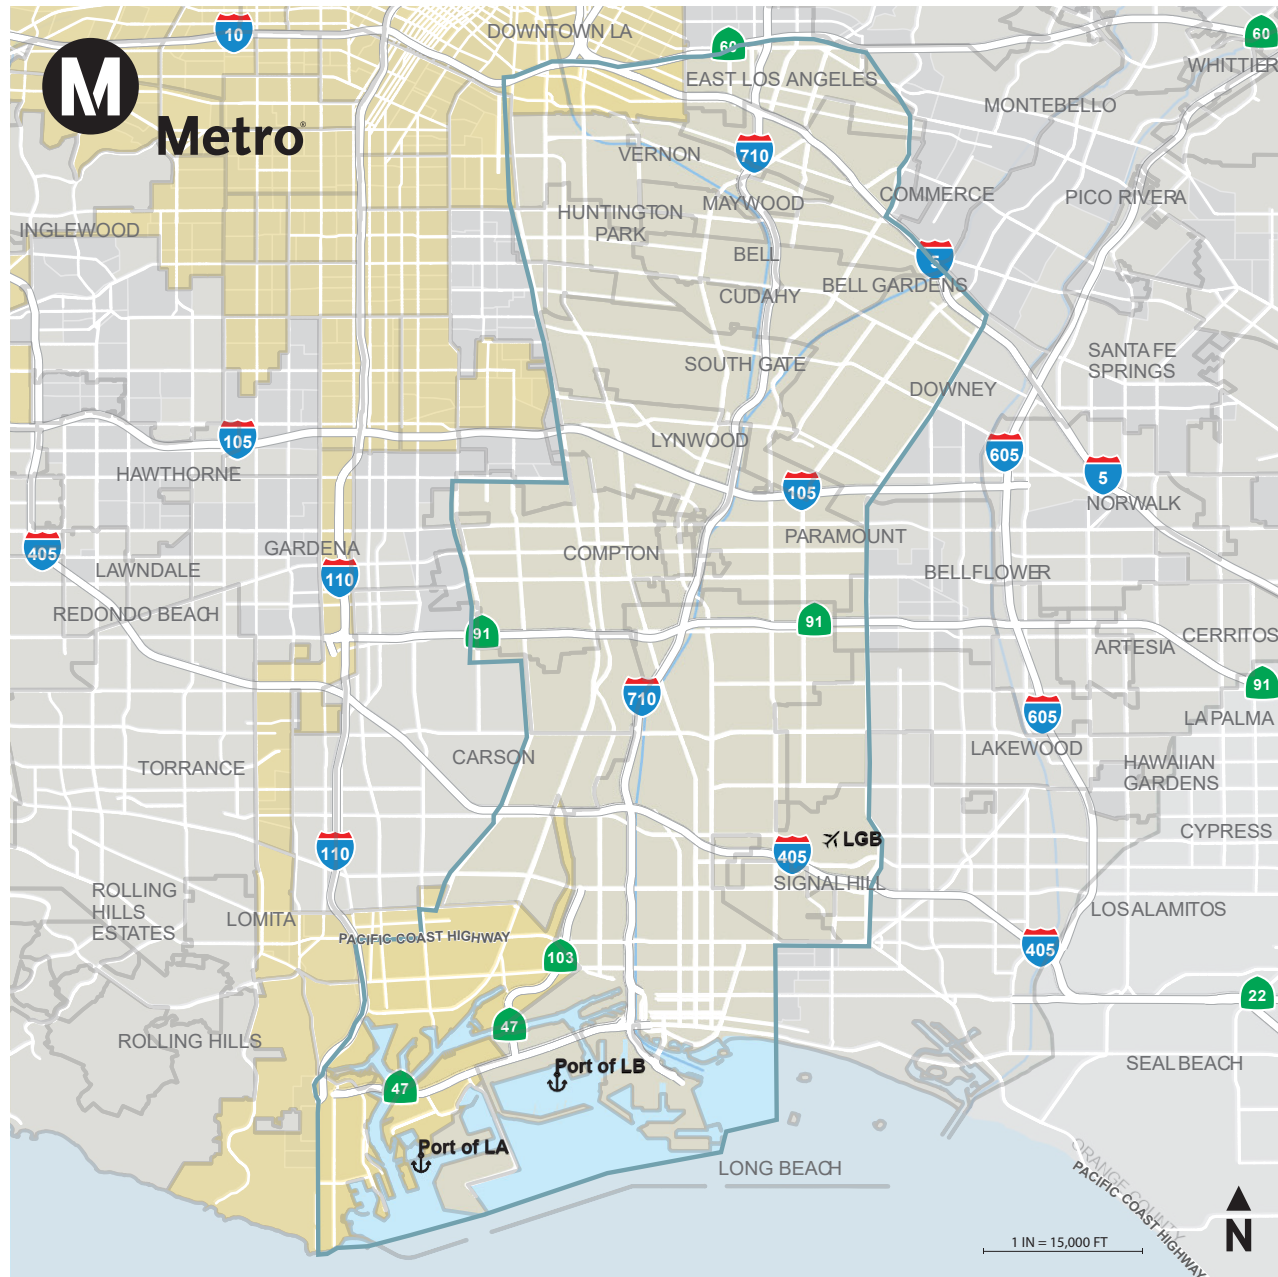 10
DOWNTOWN LA
60
60
WHITTIER
EAST LOS ANGELES
M
Metro®
MONTEBELLO
VERNON
710
COMMERCE
PICO RIVERA
MAYWOOD
HUNTINGTON
PARK
INGLEWOOD
BELL
5
BELL GARDENS
CUDAHY
SANTA FE
SPRINGS
SOUTH GATE
DOWNEY
105
LYNWOOD
605
HAWTHORNE
5
105
NORWALK
PARAMOUNT
405
GARDENA
COMPTON
LAWNDALE
110
BELLFLOWER
REDONDO BEACH
91
91
CERRITOS
ARTESIA
91
710
605
LA PALMA
LAKEWOOD
CARSON
TORRANCE
HAWAIIAN
GARDENS
CYPRESS
LGB
110
405
SIGNAL HILL
ROLLING
HILLS
ESTATES
LOS ALAMITOS
LOMITA
PACIFIC COAST HIGHWAY
405
103
22
47
ROLLING HILLS
Port of LB
SEAL BEACH
47
Port of LA
LONG BEACH
ORANGE COUNTY
PACIFIC COAST HIGHWAY
N
1 IN = 15,000 FT